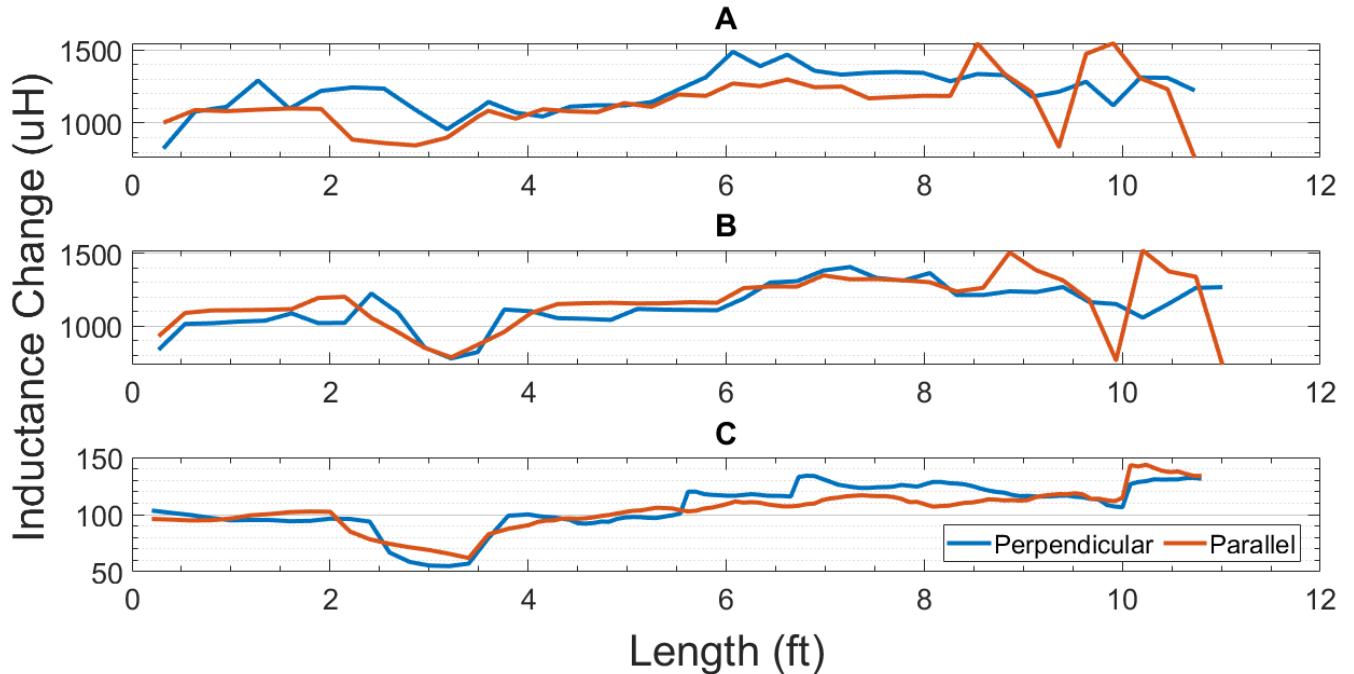 A
1500
1000
0 2 4 6 8 10 12
B
1500
1000
0 2 4 6 8 10 12
C
150
100
50
0 2 4 6 8 10 12
Perpendicular Parallel
Inductance Change (uH)
Length (ft)